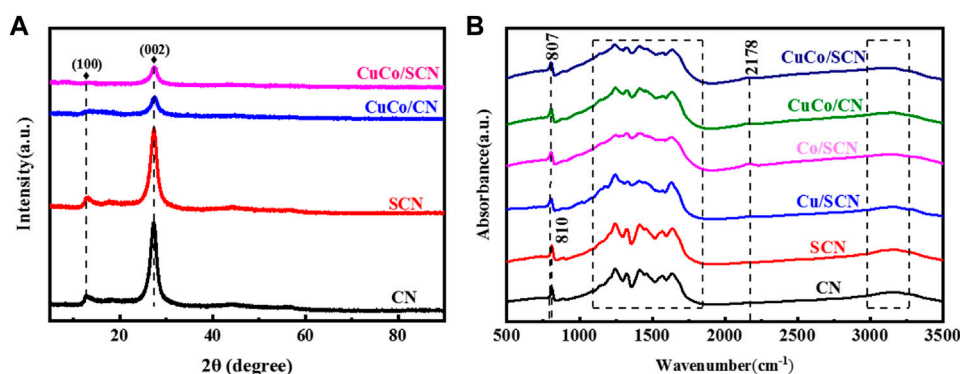 A
(100)
(002)
CuCo/SCN
CuCo/CN
SCN
CN
Intensity(a.u.)
20 40 60 80
2θ (degree)
B
807
2178
810
CuCo/SCN
CuCo/CN
Co/SCN
Cu/SCN
SCN
CN
Absorbance(a.u.)
500 1000 1500 2000 2500 3000 3500
Wavenumber(cm⁻¹)